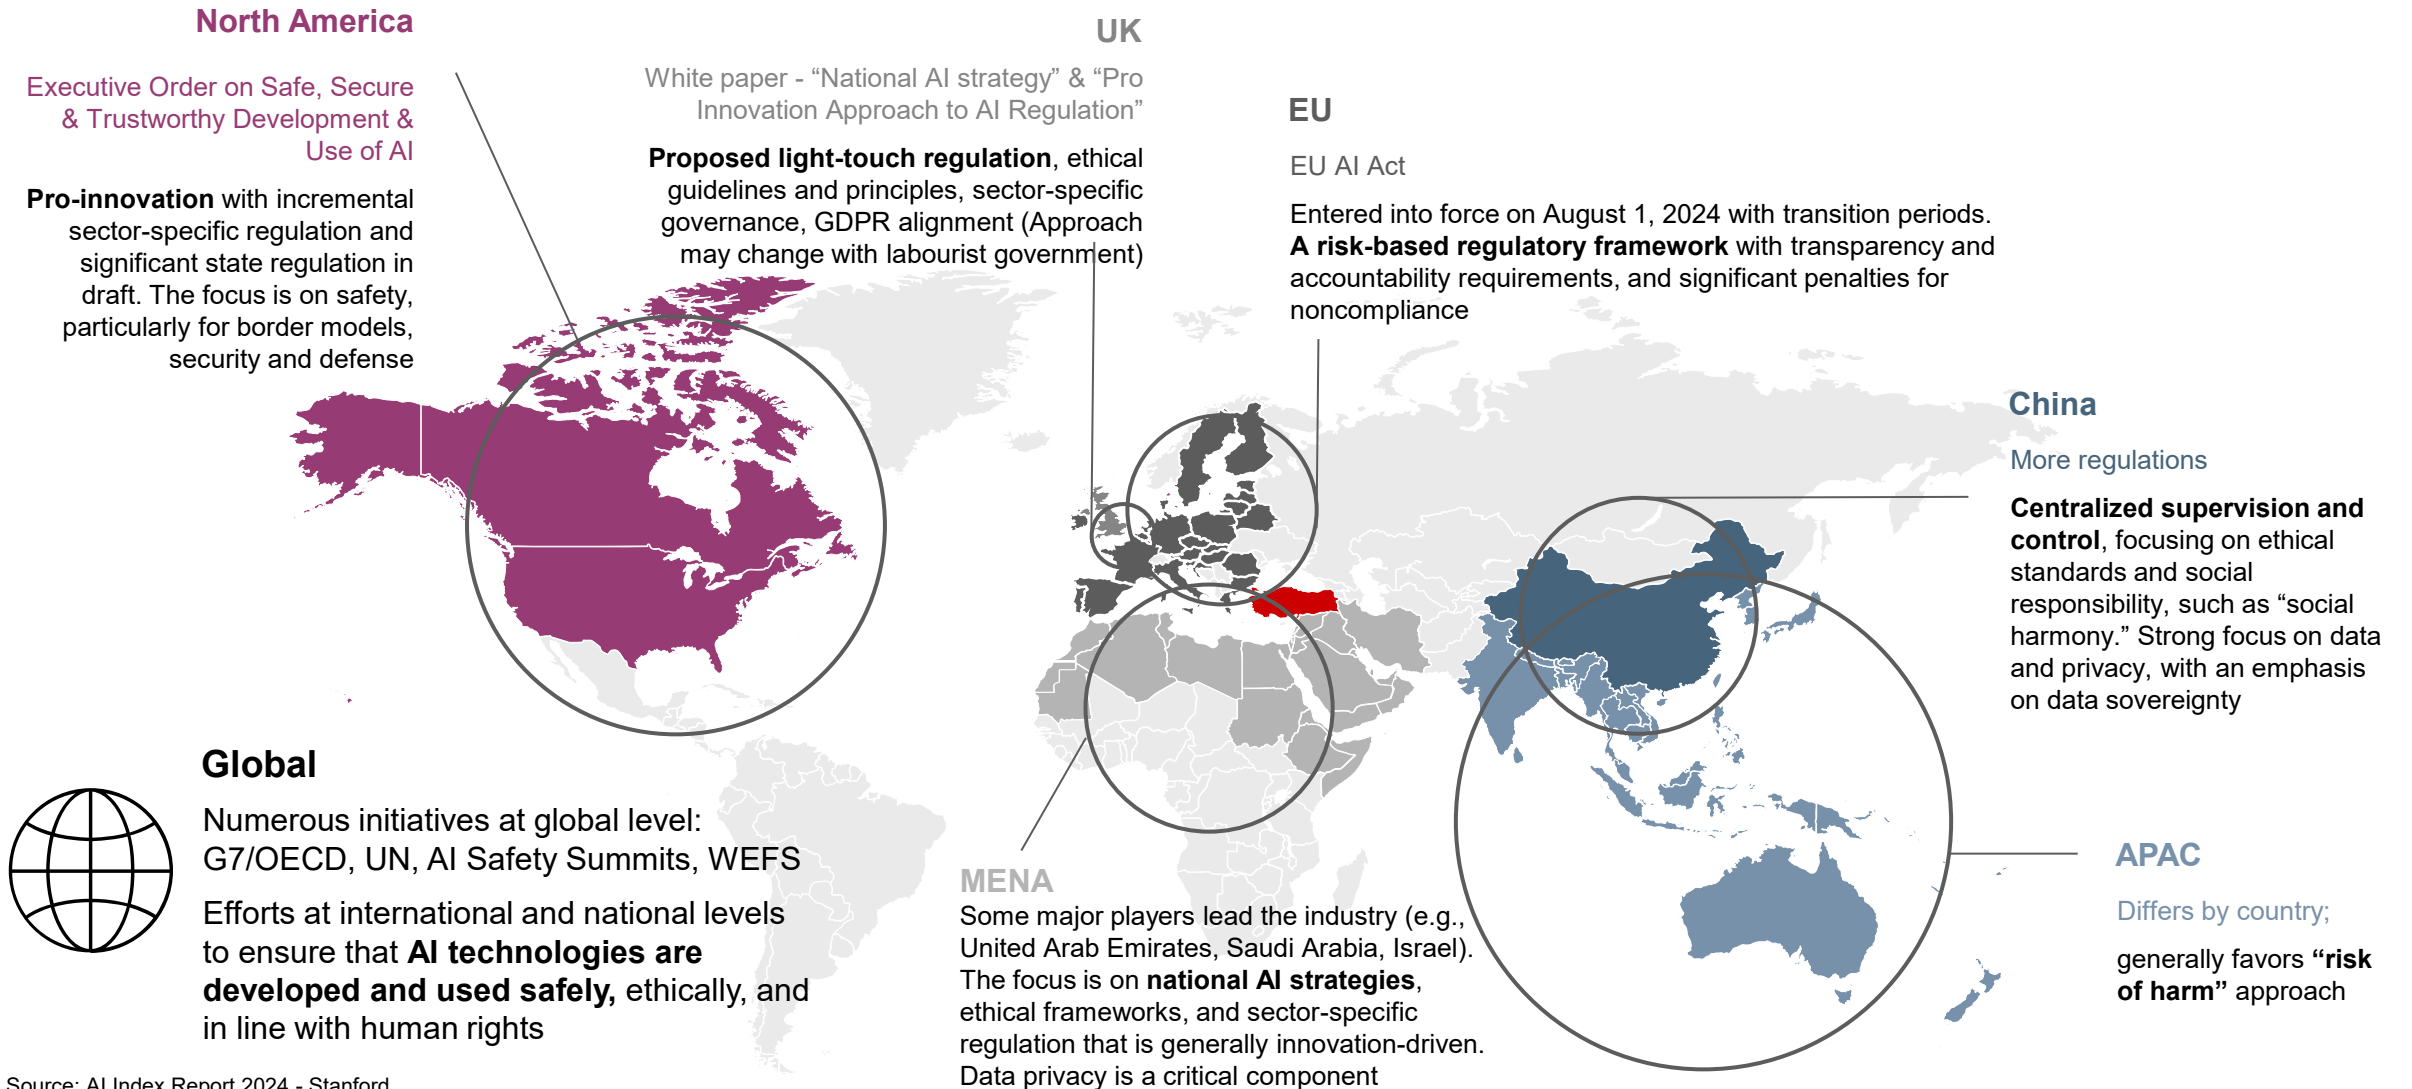 North America
Executive Order on Safe, Secure
& Trustworthy Development &
Use of AI
Pro-innovation with incremental
sector-specific regulation and
significant state regulation in
draft. The focus is on safety,
particularly for border models,
security and defense
UK
White paper - “National AI strategy” & “Pro
Innovation Approach to AI Regulation”
Proposed light-touch regulation, ethical
guidelines and principles, sector-specific
governance, GDPR alignment (Approach
may change with labourist government)
EU
EU AI Act
Entered into force on August 1, 2024 with transition periods.
A risk-based regulatory framework with transparency and
accountability requirements, and significant penalties for
noncompliance
China
More regulations
Centralized supervision and
control, focusing on ethical
standards and social
responsibility, such as “social
harmony.” Strong focus on data
and privacy, with an emphasis
on data sovereignty
Global
Numerous initiatives at global level:
G7/OECD, UN, AI Safety Summits, WEFS
Efforts at international and national levels
to ensure that AI technologies are
developed and used safely, ethically, and
in line with human rights
MENA
Some major players lead the industry (e.g.,
United Arab Emirates, Saudi Arabia, Israel).
The focus is on national AI strategies,
ethical frameworks, and sector-specific
regulation that is generally innovation-driven.
Data privacy is a critical component
APAC
Differs by country;
generally favors “risk
of harm” approach
Source: AI Index Report 2024 - Stanford